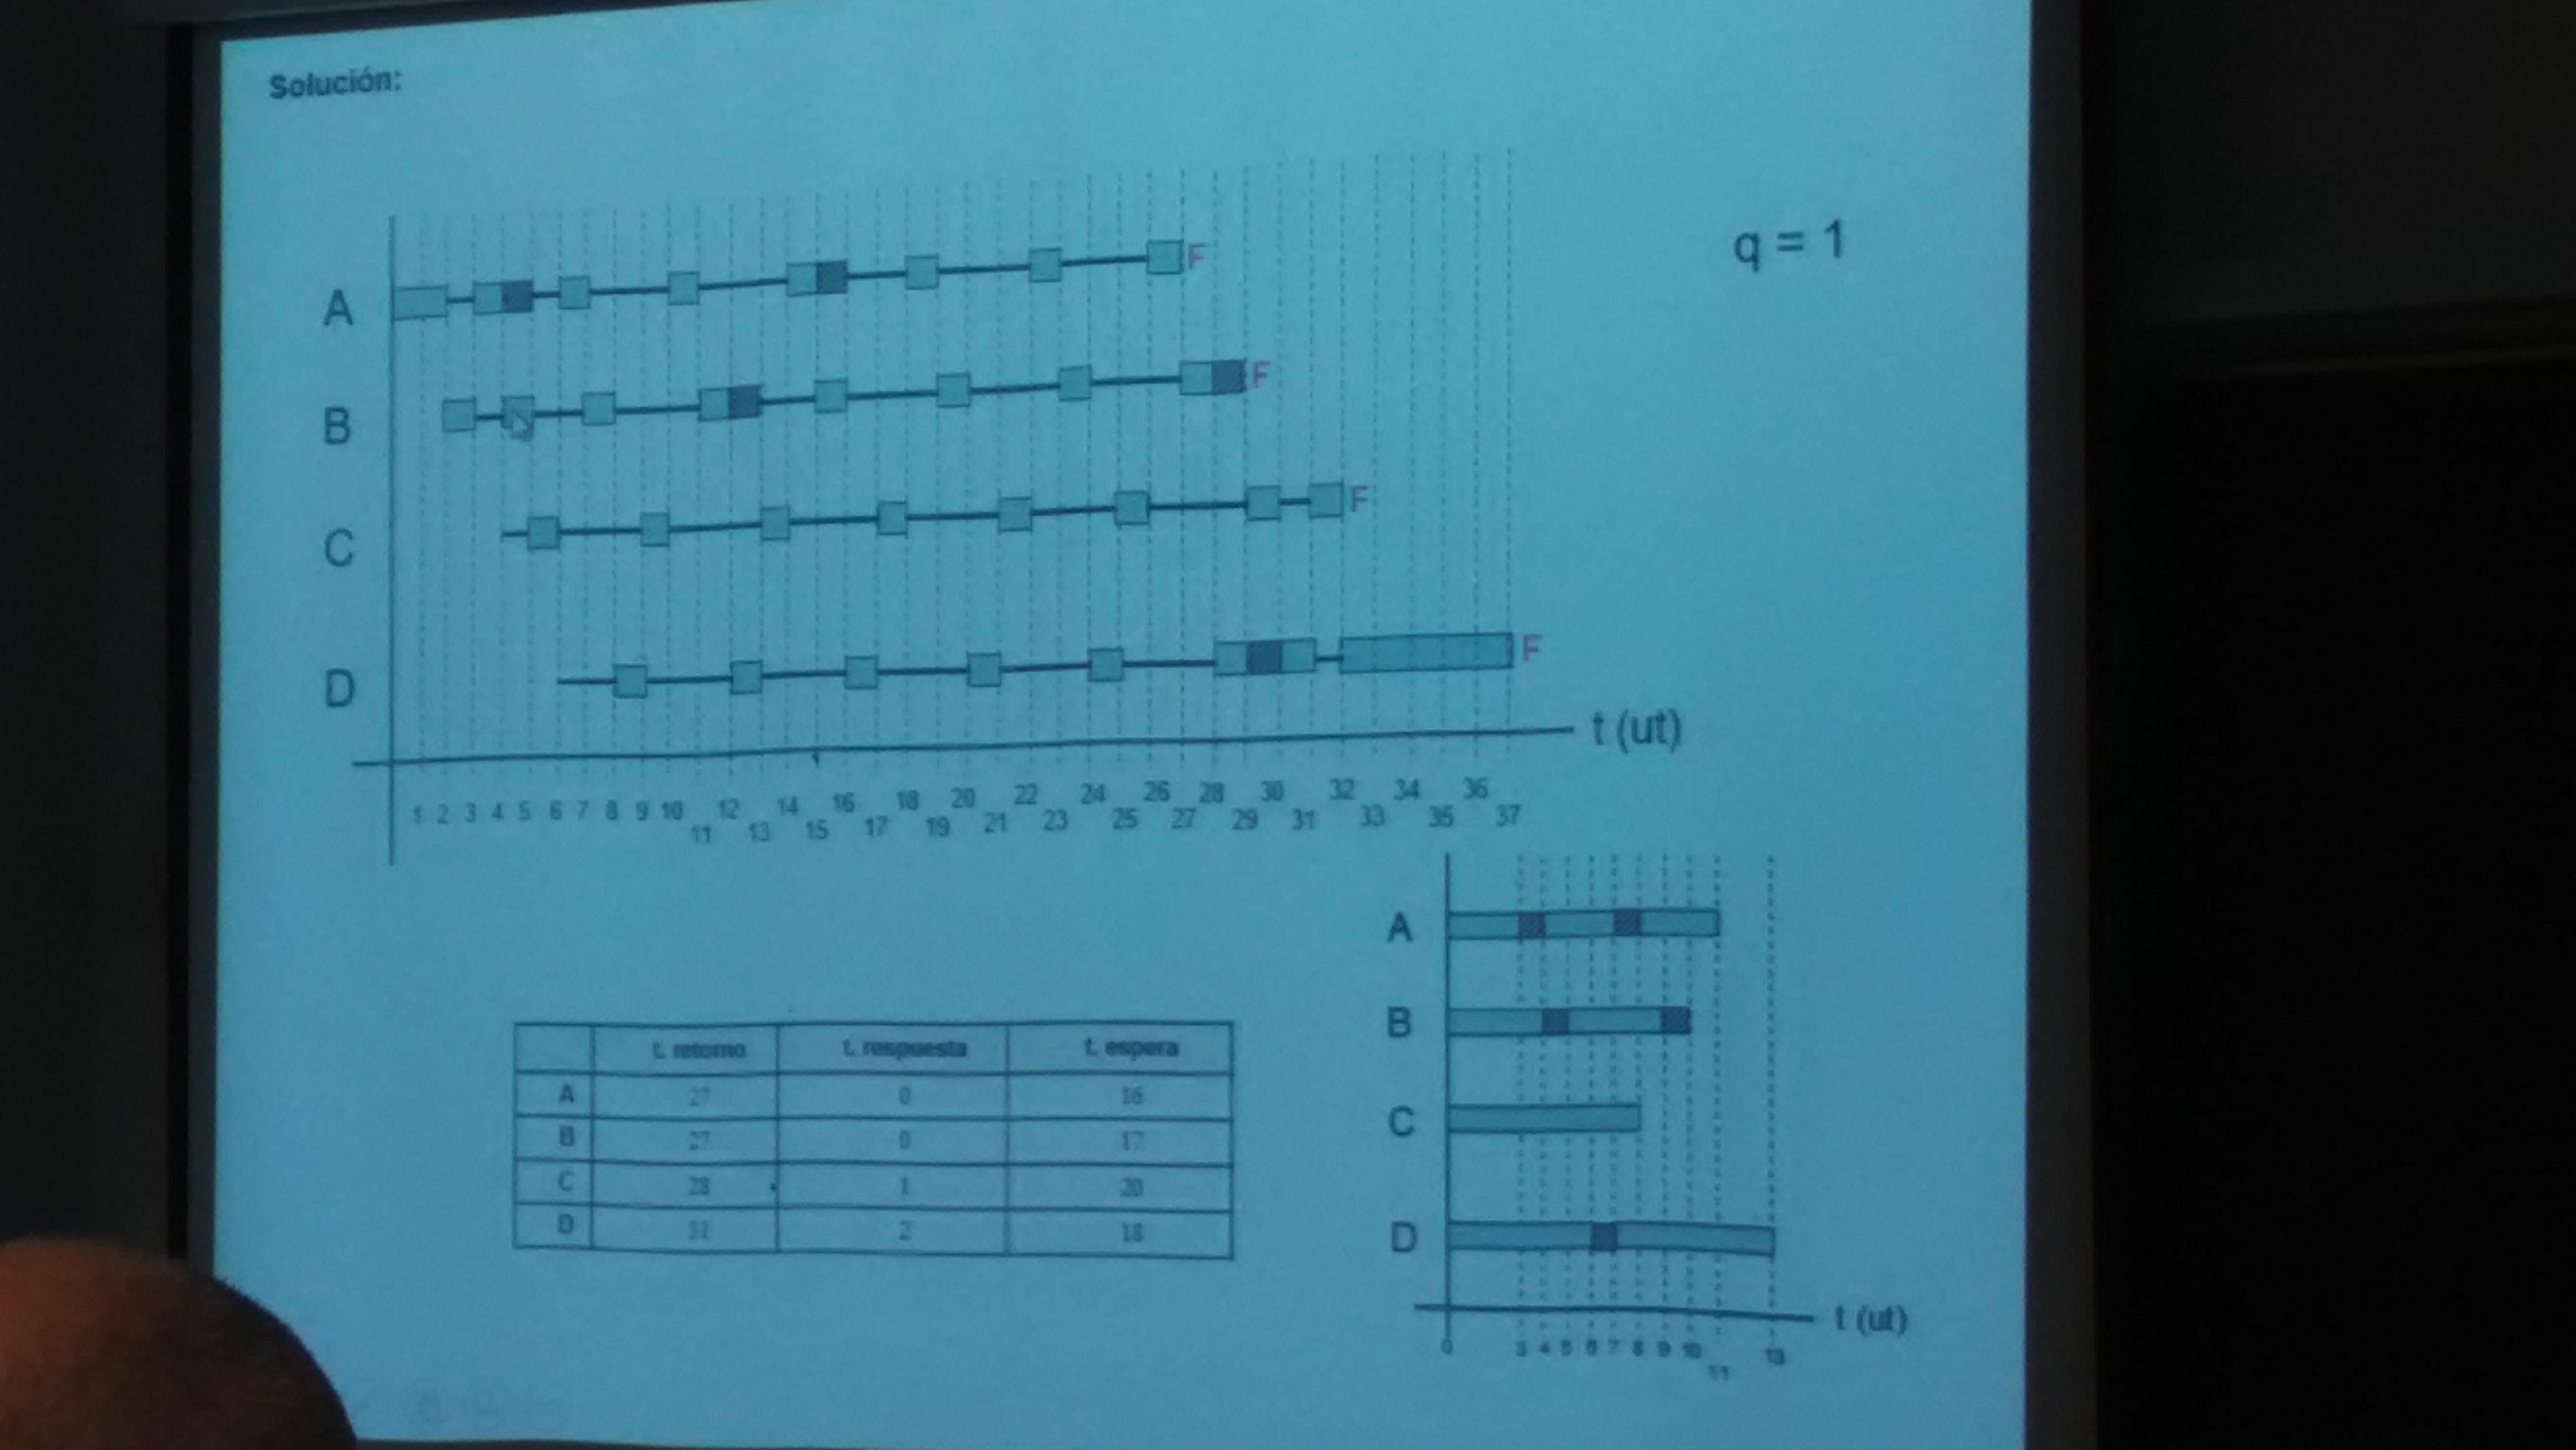 Solución:
q = 1
A
F
B
F
C
F
D
F
t (ut)
1 2 3 4 5 6 7 8 9 10 11 12 13 14 15 16 17 18 19 20 21 22 23 24 25 26 27 28 29 30 31 32 33 34 35 36 37
t. retorno t. respuesta t. espera
A 27 0 16
B 27 0 17
C 28 1 20
D 31 2 18
A
B
C
D
t (ut)
0 3 4 5 6 7 8 9 10 11 13